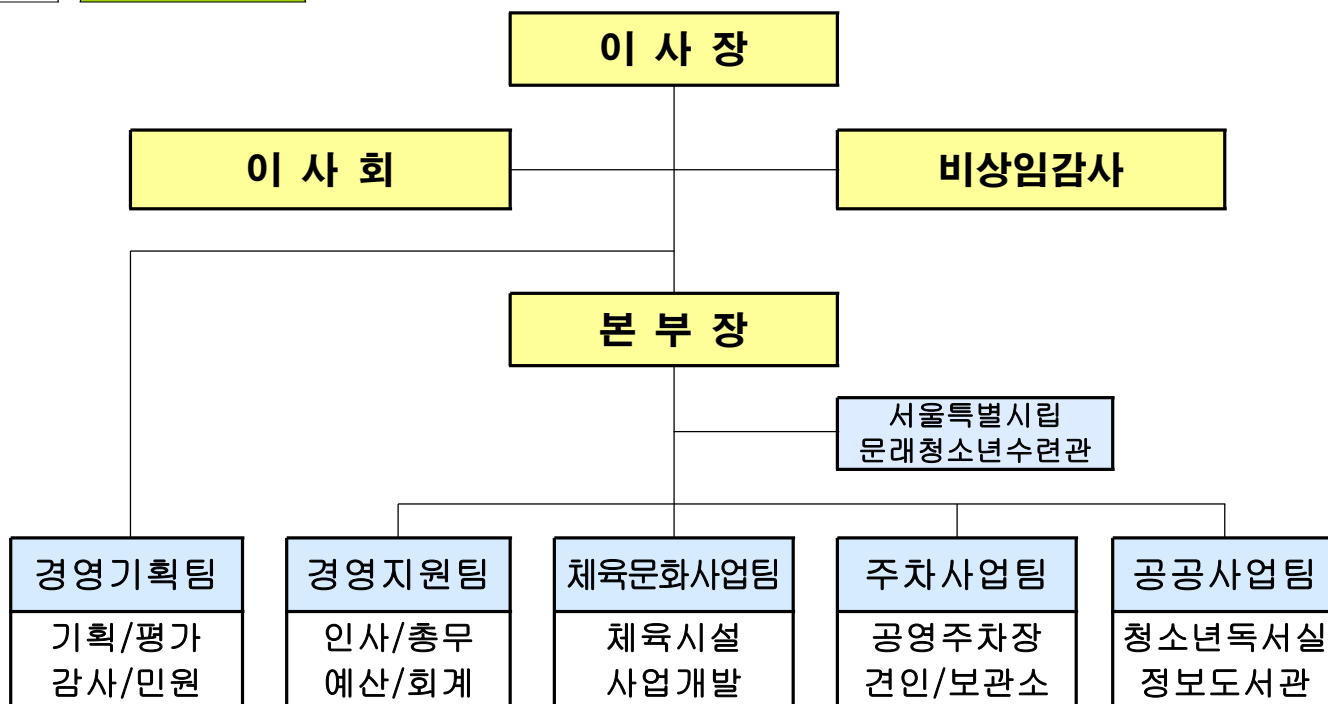 이 사 장
이 사 회
비상임감사
본 부 장
서울특별시립
문래청소년수련관
경영기획팀
기획/평가
감사/민원
경영지원팀
인사/총무
예산/회계
체육문화사업팀
체육시설
사업개발
주차사업팀
공영주차장
견인/보관소
공공사업팀
청소년독서실
정보도서관